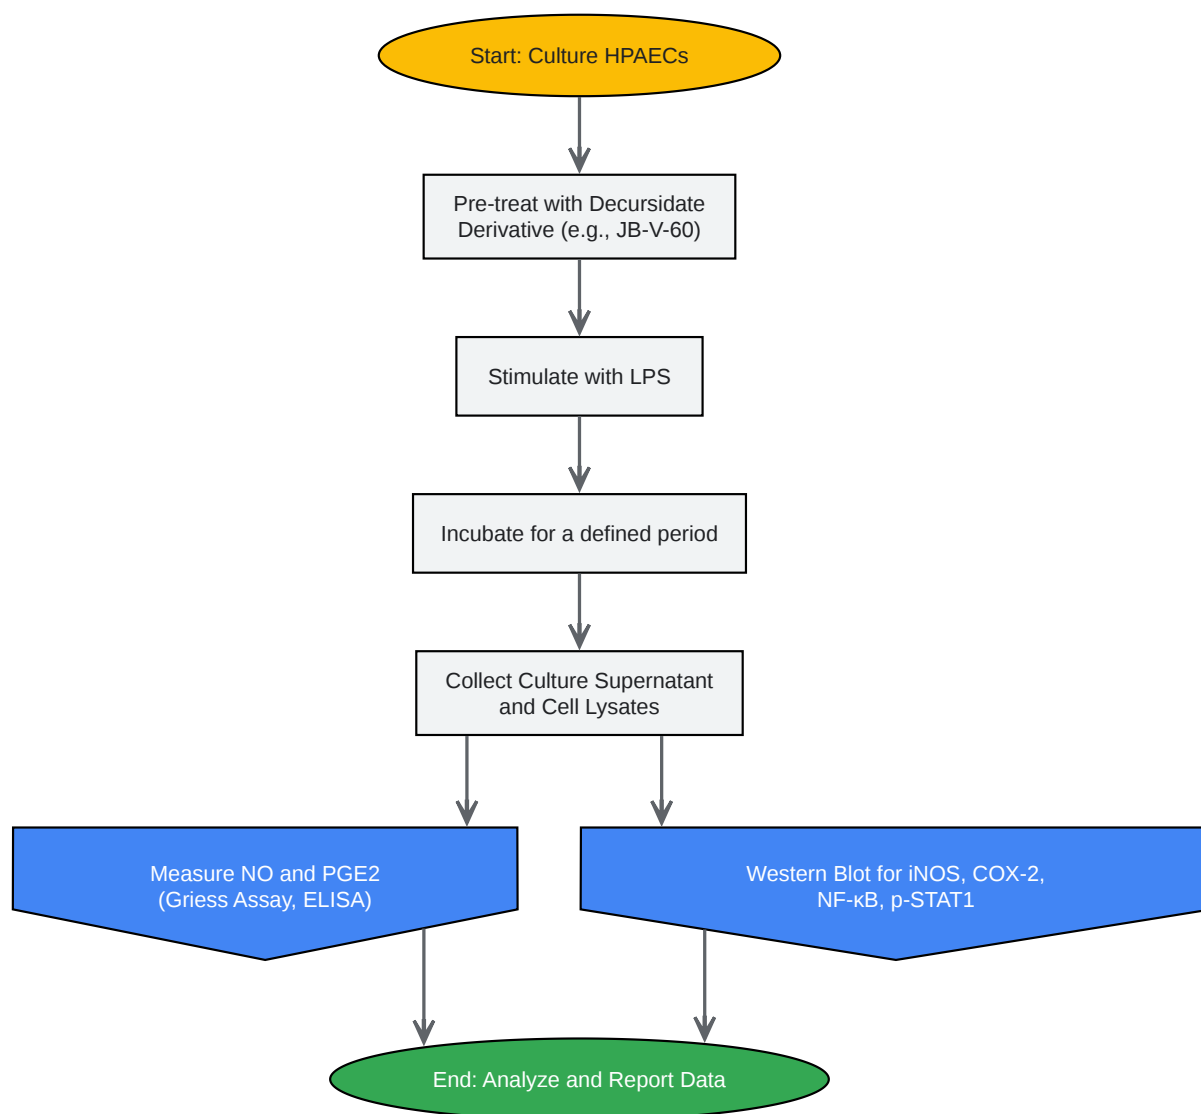 Start: Culture HPAECs
Pre-treat with Decursidate
Derivative (e.g., JB-V-60)
Stimulate with LPS
Incubate for a defined period
Collect Culture Supernatant
and Cell Lysates
Measure NO and PGE2
(Griess Assay, ELISA)
Western Blot for iNOS, COX-2,
NF-κB, p-STAT1
End: Analyze and Report Data